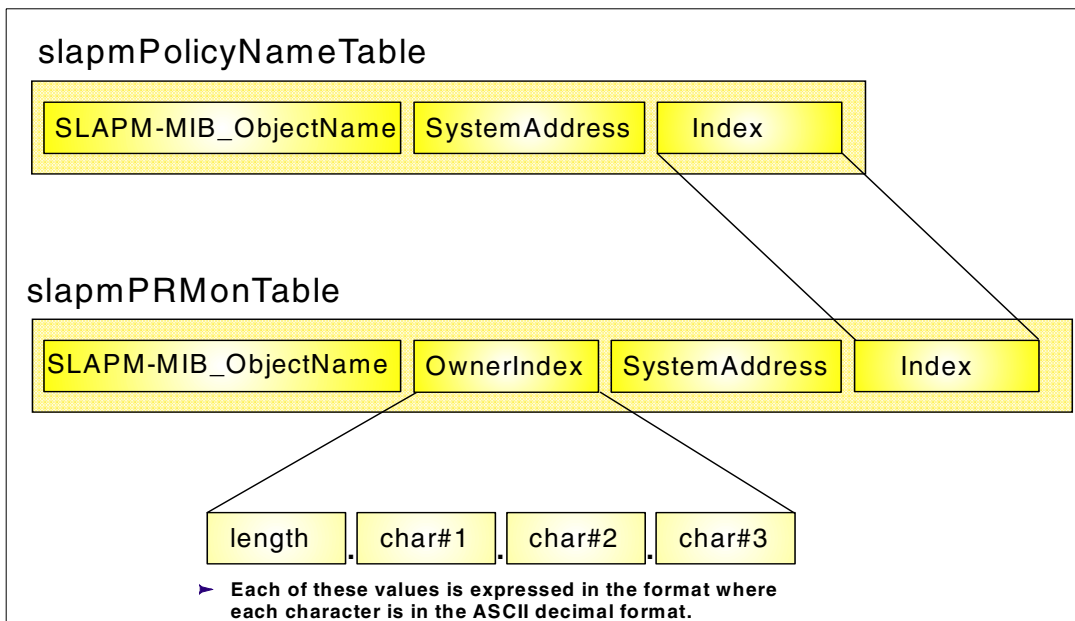 slapmPolicyNameTable
SLAPM-MIB_ObjectName SystemAddress Index
slapmPRMonTable
SLAPM-MIB_ObjectName OwnerIndex SystemAddress Index
length . char#1 . char#2 . char#3
➢ Each of these values is expressed in the format where
each character is in the ASCII decimal format.